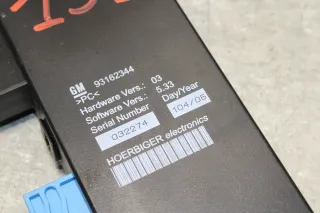 GM 93162344
>PC<
Hardware Vers.: 03
Software Vers.: 5.33
Serial Number Day/Year
032274 104/05
HOERBIGER electronics